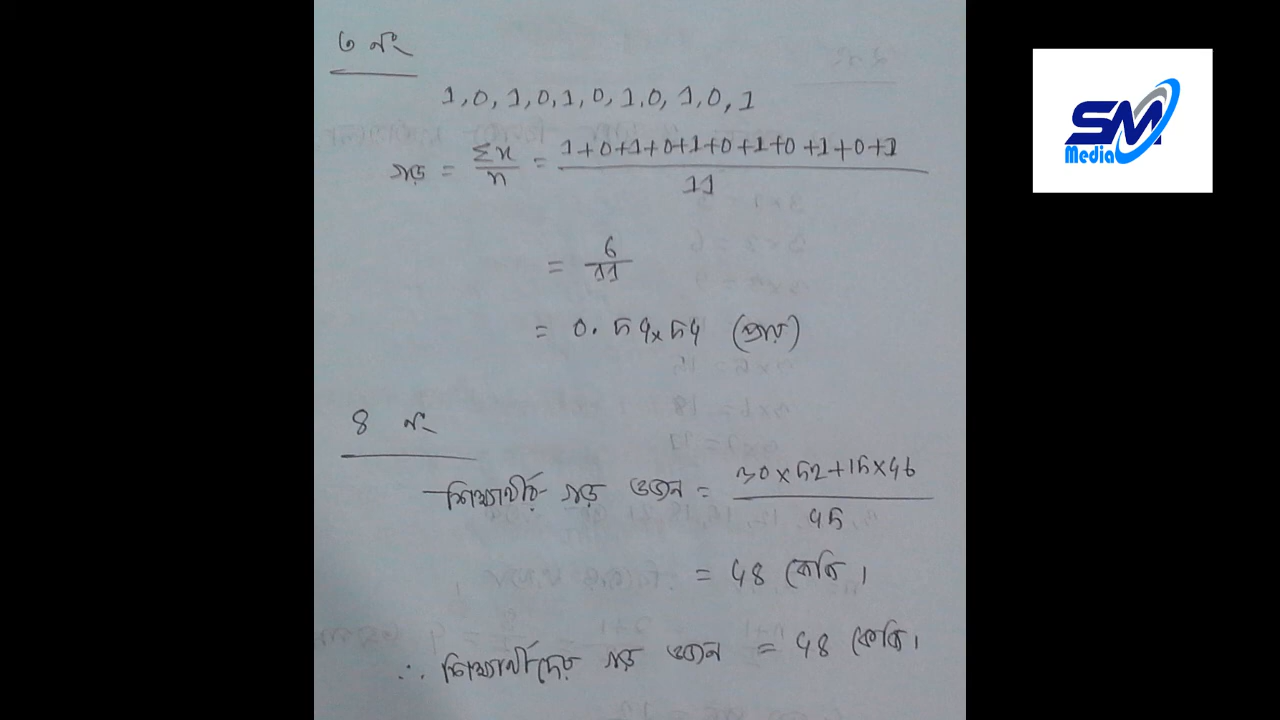 ৩ নং
1,0,1,0,1,0,1,0,1,0,1
গড় = Σx/n = 1+0+1+0+1+0+1+0+1+0+1/11
= 6/11
= 0.5454 (প্রায়)
৪ নং
শিক্ষার্থীর গড় ওজন = 30×52+15×46/45
= 48 কেজি।
∴ শিক্ষার্থীদের গড় ওজন = 48 কেজি।
SM
Media